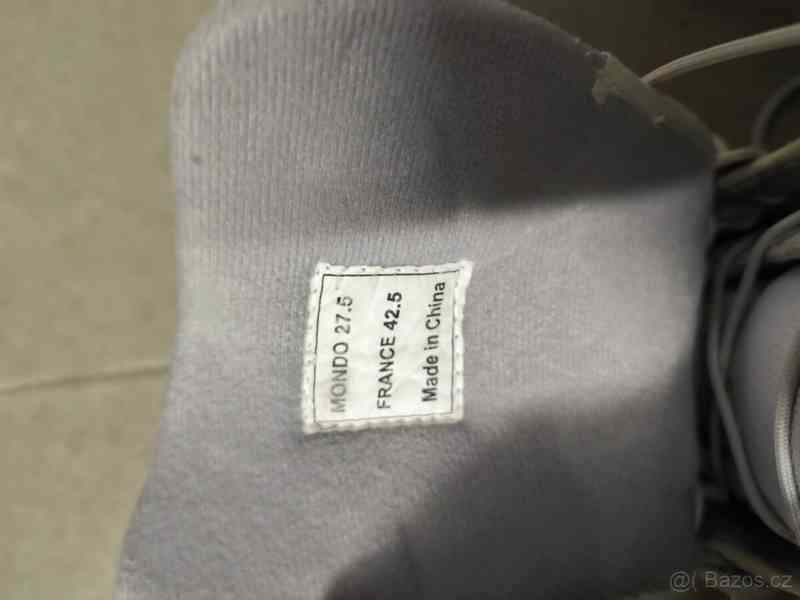 MONDO 27.5
FRANCE 42.5
Made in China
@( Bazos.cz